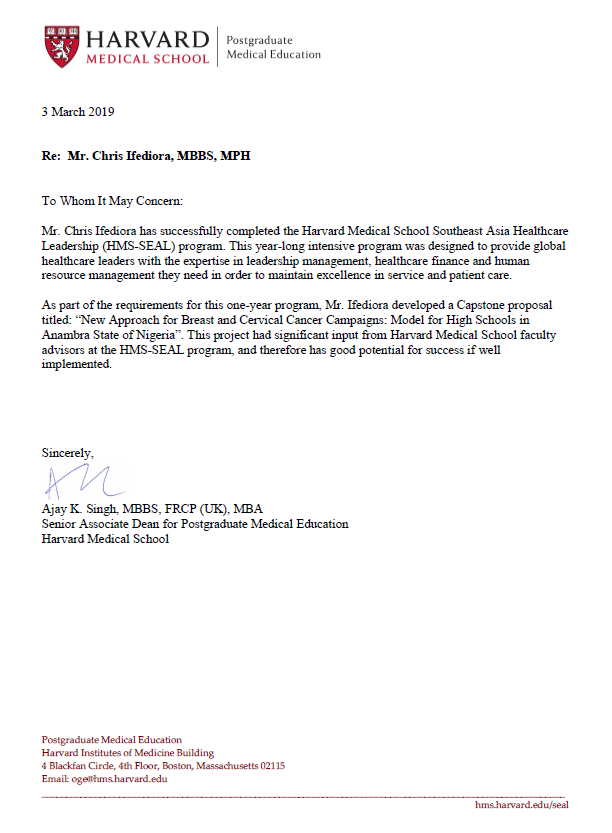 HARVARD
MEDICAL SCHOOL
Postgraduate
Medical Education
3 March 2019
Re: Mr. Chris Ifediora, MBBS, MPH
To Whom It May Concern:
Mr. Chris Ifediora has successfully completed the Harvard Medical School Southeast Asia Healthcare
Leadership (HMS-SEAL) program. This year-long intensive program was designed to provide global
healthcare leaders with the expertise in leadership management, healthcare finance and human
resource management they need in order to maintain excellence in service and patient care.
As part of the requirements for this one-year program, Mr. Ifediora developed a Capstone proposal
titled: “New Approach for Breast and Cervical Cancer Campaigns: Model for High Schools in
Anambra State of Nigeria”. This project had significant input from Harvard Medical School faculty
advisors at the HMS-SEAL program, and therefore has good potential for success if well
implemented.
Sincerely,
Ajay K. Singh, MBBS, FRCP (UK), MBA
Senior Associate Dean for Postgraduate Medical Education
Harvard Medical School
Postgraduate Medical Education
Harvard Institutes of Medicine Building
4 Blackfan Circle, 4th Floor, Boston, Massachusetts 02115
Email: oge@hms.harvard.edu
hms.harvard.edu/seal